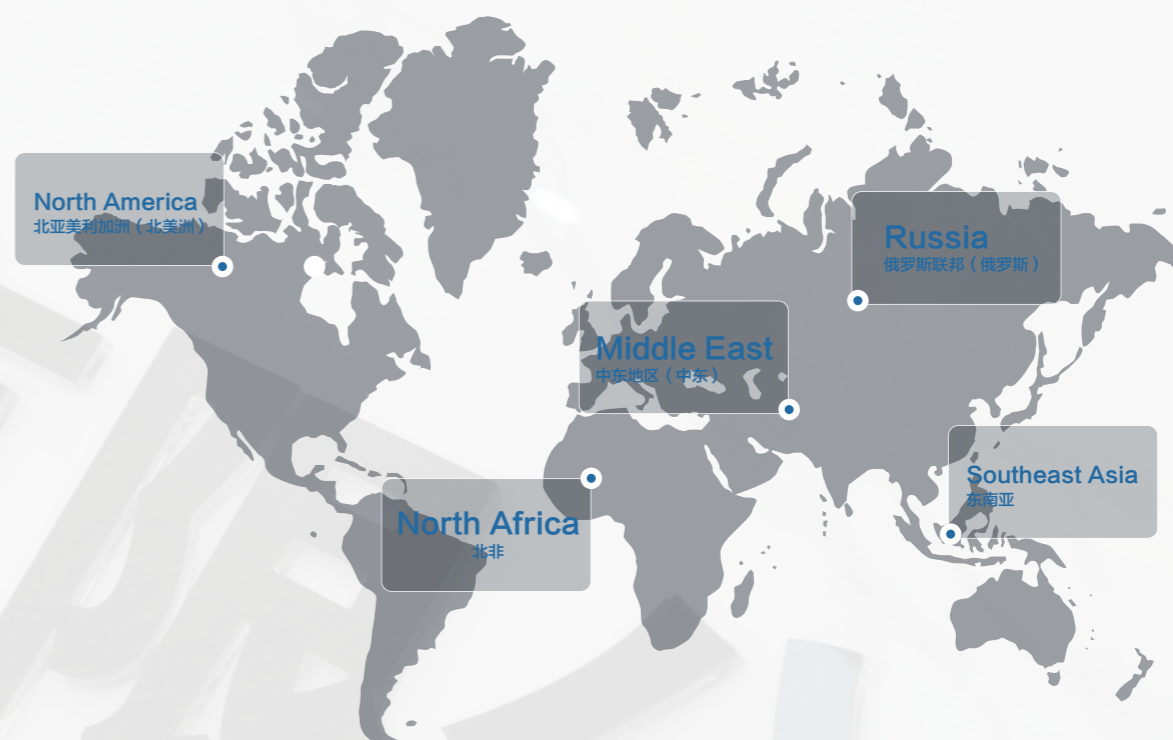 North America
北亚美利加洲（北美洲）
Russia
俄罗斯联邦（俄罗斯）
Middle East
中东地区（中东）
Southeast Asia
东南亚
North Africa
北非